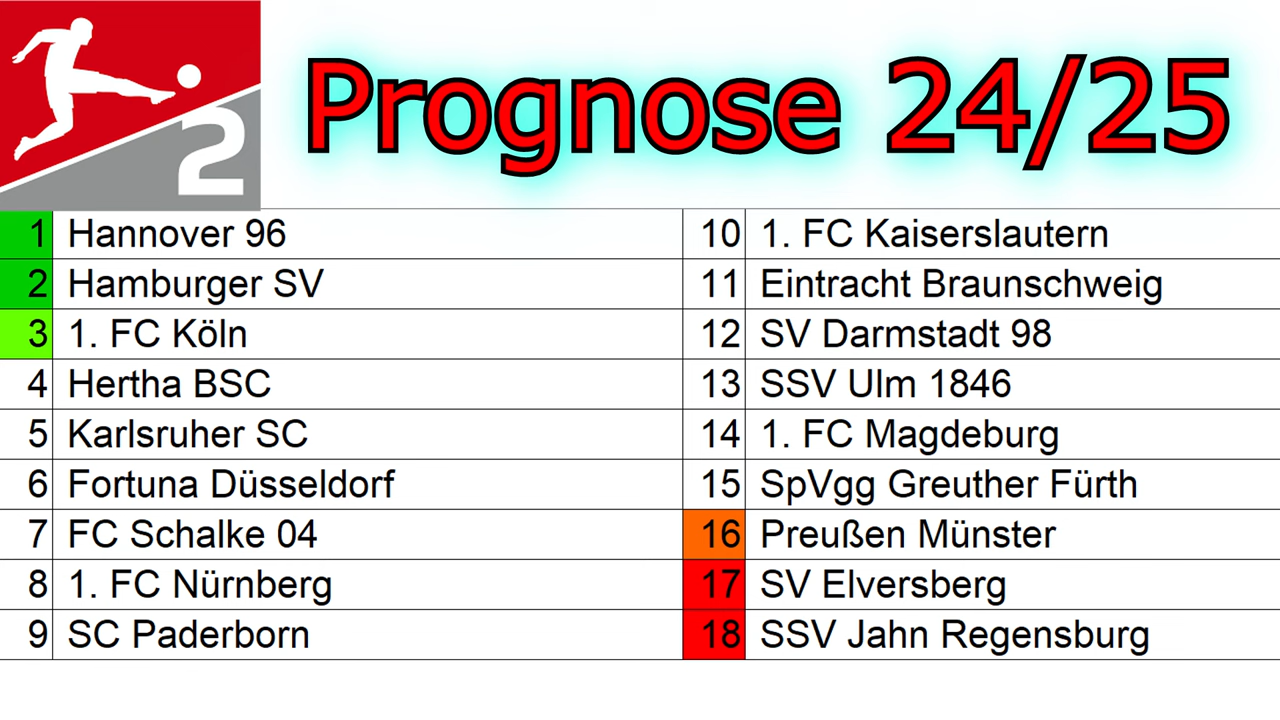 2
Prognose 24/25
1 Hannover 96
2 Hamburger SV
3 1. FC Köln
4 Hertha BSC
5 Karlsruher SC
6 Fortuna Düsseldorf
7 FC Schalke 04
8 1. FC Nürnberg
9 SC Paderborn
10 1. FC Kaiserslautern
11 Eintracht Braunschweig
12 SV Darmstadt 98
13 SSV Ulm 1846
14 1. FC Magdeburg
15 SpVgg Greuther Fürth
16 Preußen Münster
17 SV Elversberg
18 SSV Jahn Regensburg